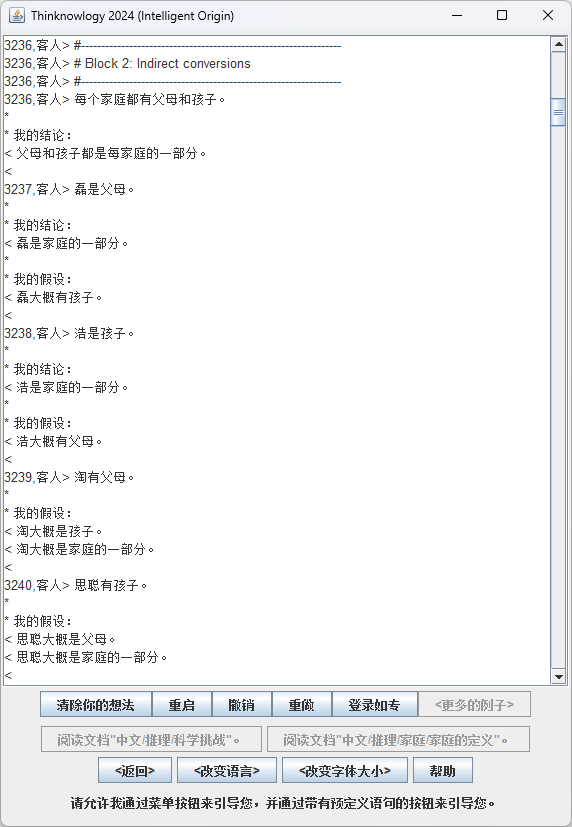 Thinknowlogy 2024 (Intelligent Origin)
3236,客人> #----------------------------------------------------------------
3236,客人> # Block 2: Indirect conversions
3236,客人> #----------------------------------------------------------------
3236,客人> 每个家庭都有父母和孩子。
*
* 我的结论：
< 父母和孩子都是每家庭的一部分。
<
3237,客人> 磊是父母。
*
* 我的结论：
< 磊是家庭的一部分。
*
* 我的假设：
< 磊大概有孩子。
<
3238,客人> 浩是孩子。
*
* 我的结论：
< 浩是家庭的一部分。
*
* 我的假设：
< 浩大概有父母。
<
3239,客人> 淘有父母。
*
* 我的假设：
< 淘大概是孩子。
< 淘大概是家庭的一部分。
<
3240,客人> 思聪有孩子。
*
* 我的假设：
< 思聪大概是父母。
< 思聪大概是家庭的一部分。
<
清除你的想法 重启 撤销 重做 登录如专 <更多的例子>
阅读文档"中文/推理/科学挑战"。 阅读文档"中文/推理/家庭/家庭的定义"。
<返回> <改变语言> <改变字体大小> 帮助
请允许我通过菜单按钮来引导您，并通过带有预定义语句的按钮来引导您。